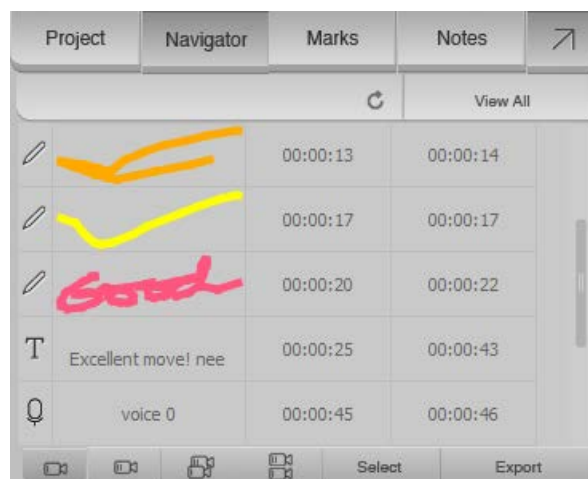 Project Navigator Marks Notes
View All
00:00:13 00:00:14
00:00:17 00:00:17
Good 00:00:20 00:00:22
T Excellent move! nee 00:00:25 00:00:43
voice 0 00:00:45 00:00:46
Select Export